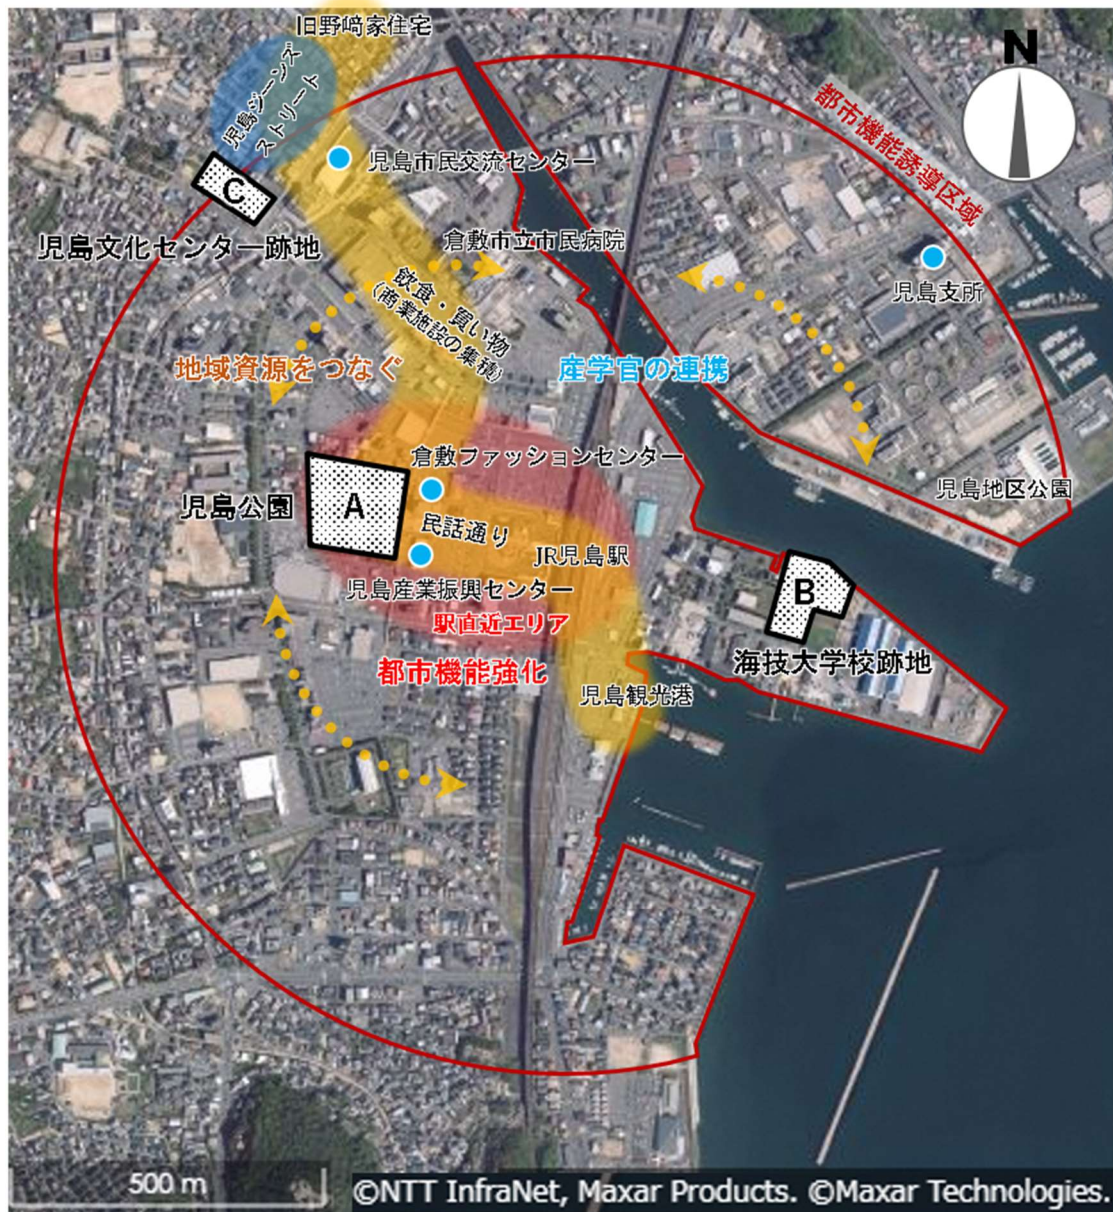 旧野﨑家住宅
N
児島ジーンズ
ストリート
都市機能誘導区域
児島市民交流センター
C
児島文化センター跡地
倉敷市立市民病院
児島支所
飲食・買い物
(商業施設の集積)
地域資源をつなぐ
産学官の連携
倉敷ファッションセンター
児島地区公園
児島公園
A
民話通り
JR児島駅
B
児島産業振興センター
駅直近エリア
海技大学校跡地
都市機能強化
児島観光港
500 m
©NTT InfraNet, Maxar Products. ©Maxar Technologies.